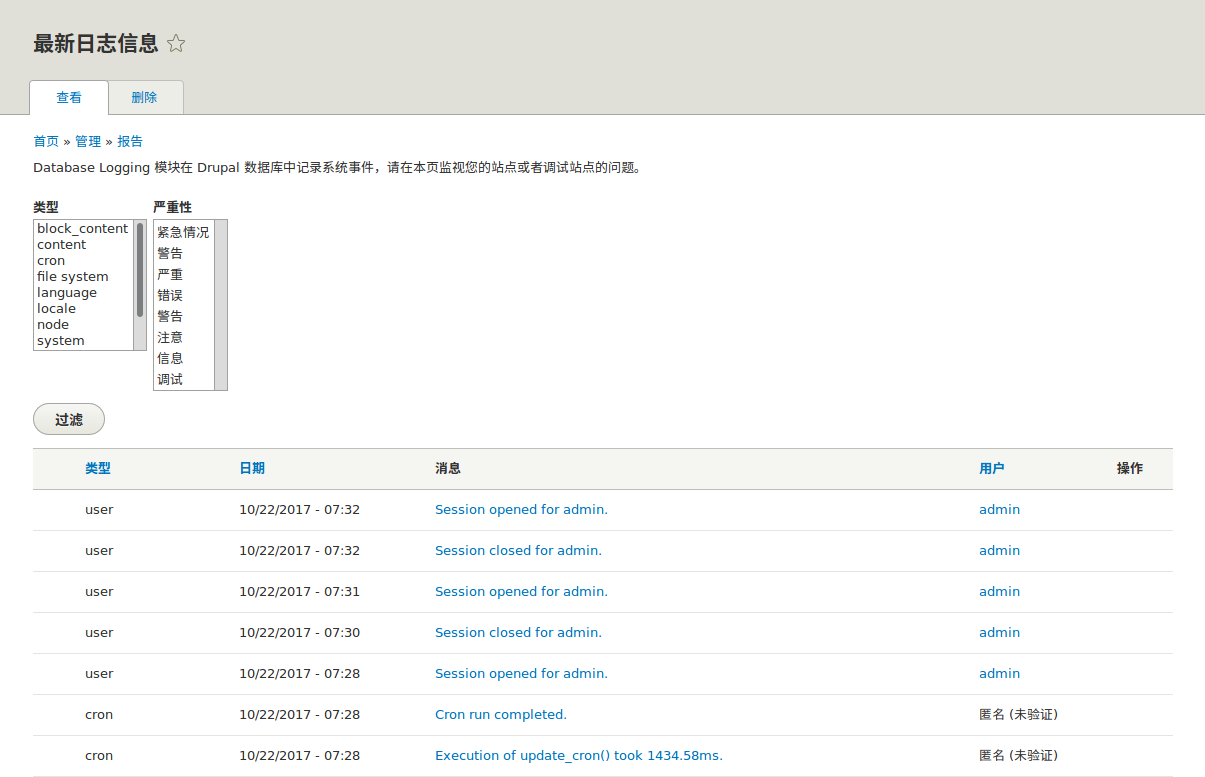 最新日志信息
查看 删除
首页 » 管理 » 报告
Database Logging 模块在 Drupal 数据库中记录系统事件，请在本页监视您的站点或者调试站点的问题。
类型
block_content
content
cron
file system
language
locale
node
system
严重性
紧急情况
警告
严重
错误
警告
注意
信息
调试
过滤
类型 日期 消息 用户 操作
user 10/22/2017 - 07:32 Session opened for admin. admin
user 10/22/2017 - 07:32 Session closed for admin. admin
user 10/22/2017 - 07:31 Session opened for admin. admin
user 10/22/2017 - 07:30 Session closed for admin. admin
user 10/22/2017 - 07:28 Session opened for admin. admin
cron 10/22/2017 - 07:28 Cron run completed. 匿名 (未验证)
cron 10/22/2017 - 07:28 Execution of update_cron() took 1434.58ms. 匿名 (未验证)